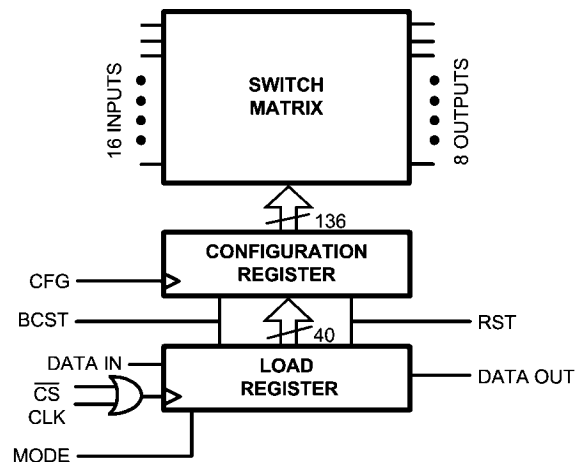 16 INPUTS
SWITCH
MATRIX
8 OUTPUTS
136
CONFIGURATION
REGISTER
CFG
BCST
40
RST
DATA IN
LOAD
REGISTER
DATA OUT
C̅S̅
CLK
MODE